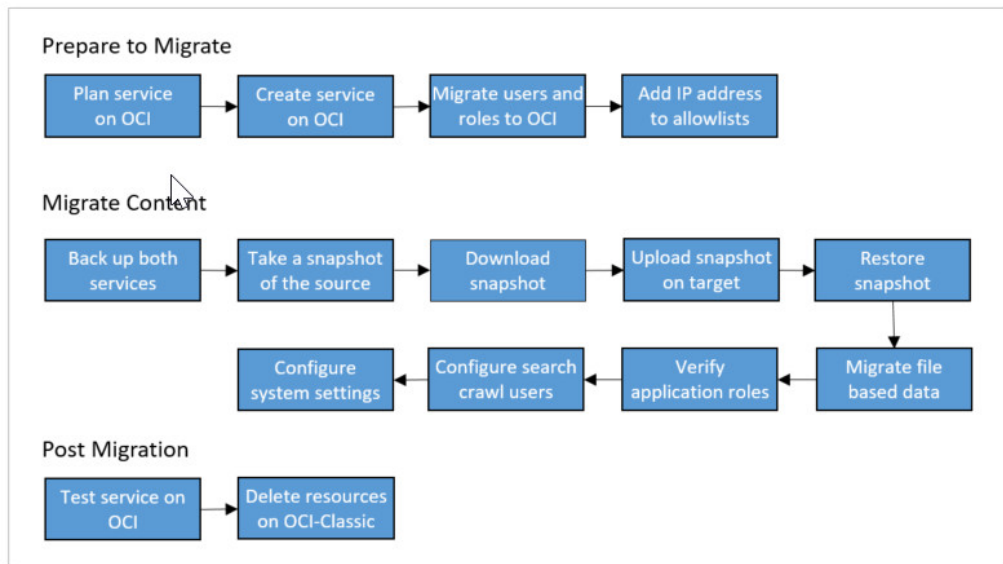 Prepare to Migrate
Plan service
on OCI
Create service
on OCI
Migrate users and
roles to OCI
Add IP address
to allowlists
Migrate Content
Back up both
services
Take a snapshot
of the source
Download
snapshot
Upload snapshot
on target
Restore
snapshot
Migrate file
based data
Verify
application roles
Configure search
crawl users
Configure
system settings
Post Migration
Test service on
OCI
Delete resources
on OCI-Classic